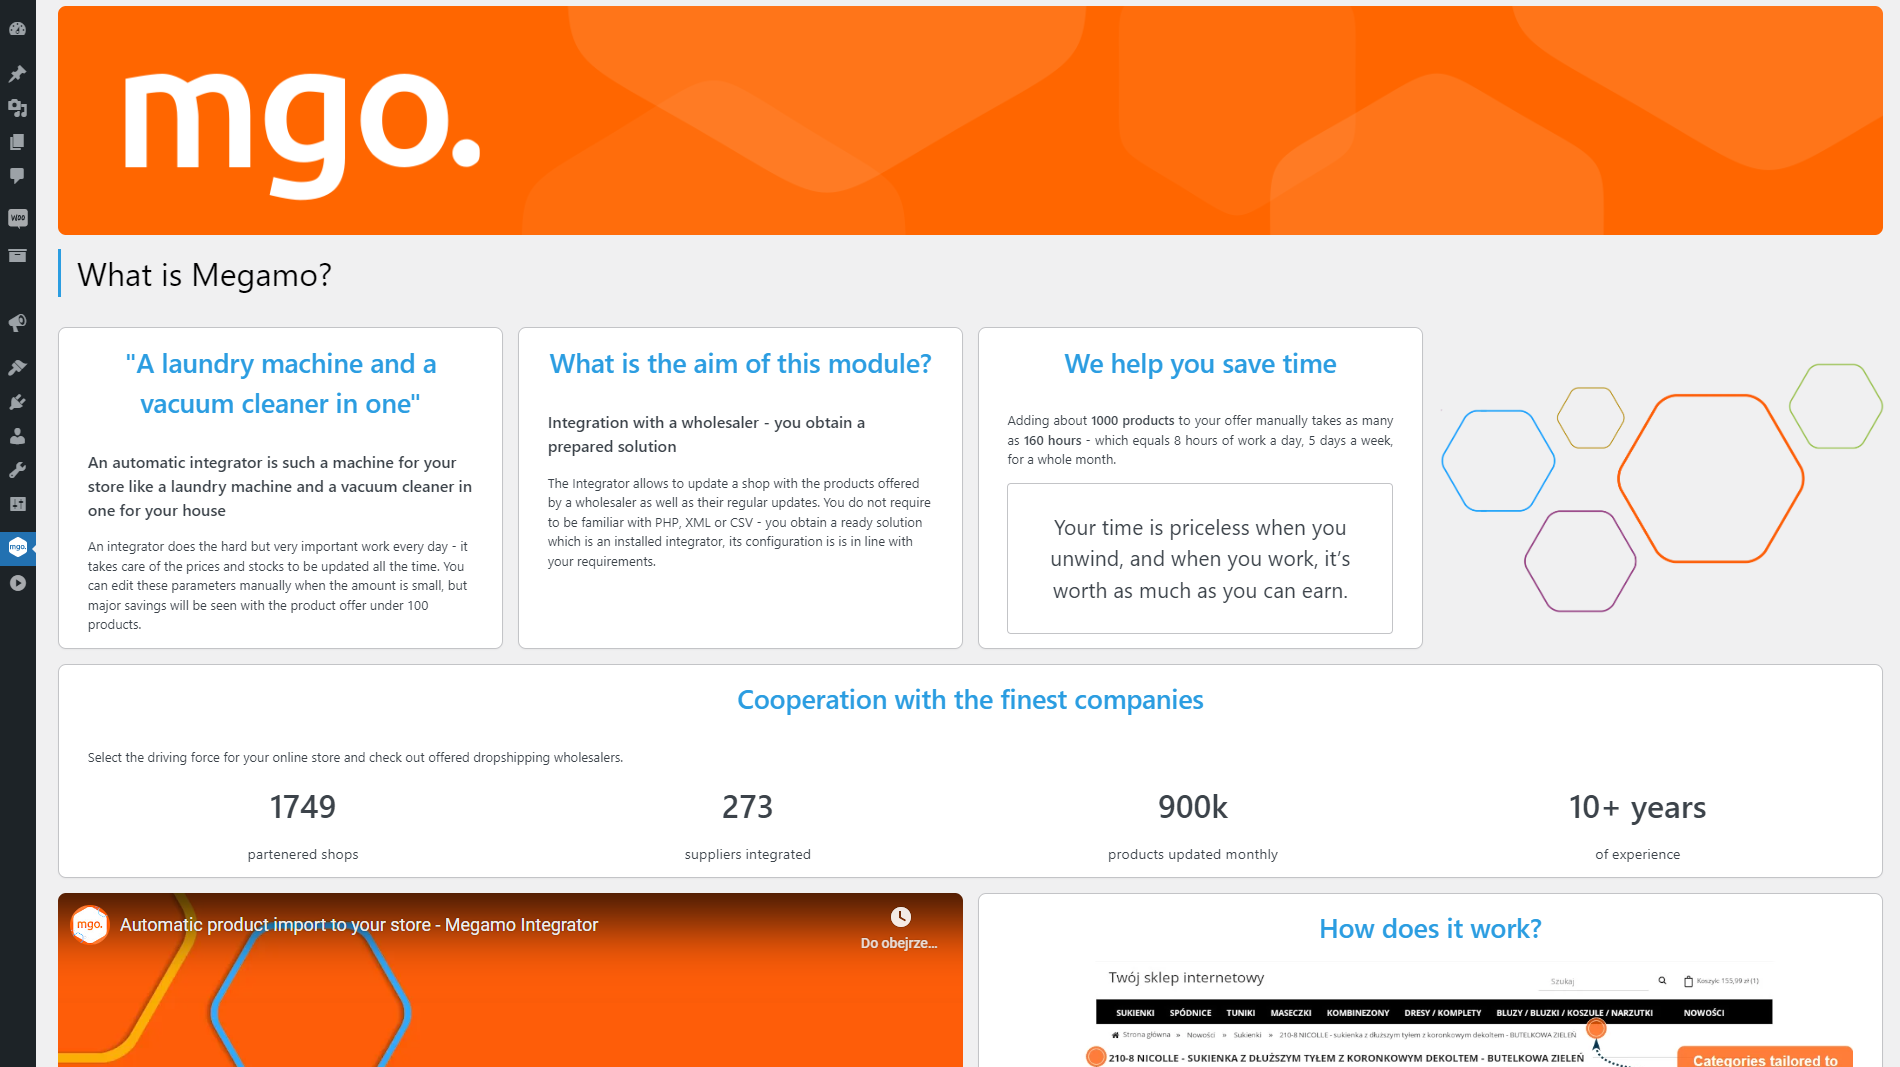 mgo.
What is Megamo?
"A laundry machine and a
vacuum cleaner in one"
An automatic integrator is such a machine for your
store like a laundry machine and a vacuum cleaner in
one for your house
An integrator does the hard but very important work every day - it
takes care of the prices and stocks to be updated all the time. You
can edit these parameters manually when the amount is small, but
major savings will be seen with the product offer under 100
products.
What is the aim of this module?
Integration with a wholesaler - you obtain a
prepared solution
The Integrator allows to update a shop with the products offered
by a wholesaler as well as their regular updates. You do not require
to be familiar with PHP, XML or CSV - you obtain a ready solution
which is an installed integrator, its configuration is is in line with
your requirements.
We help you save time
Adding about 1000 products to your offer manually takes as many
as 160 hours - which equals 8 hours of work a day, 5 days a week,
for a whole month.
Your time is priceless when you
unwind, and when you work, it’s
worth as much as you can earn.
Cooperation with the finest companies
Select the driving force for your online store and check out offered dropshipping wholesalers.
1749
partenered shops
273
suppliers integrated
900k
products updated monthly
10+ years
of experience
WOO
mgo.
mgo.
Automatic product import to your store - Megamo Integrator
Do obejrze...
How does it work?
Twój sklep internetowy
Szukaj
Koszyk: 155,99 zł (1)
SUKIENKI SPÓDNICE TUNIKI MASECZKI KOMBINEZONY DRESY / KOMPLETY BLUZY / BLUZKI / KOSZULE / NARZUTKI NOWOŚCI
Strona główna » Nowości » Sukienki » 210-8 NICOLLE - sukienka z dłuższym tyłem z koronkowym dekoltem - BUTELKOWA ZIELEŃ
210-8 NICOLLE - SUKIENKA Z DŁUŻSZYM TYŁEM Z KORONKOWYM DEKOLTEM - BUTELKOWA ZIELEŃ
Categories tailored to